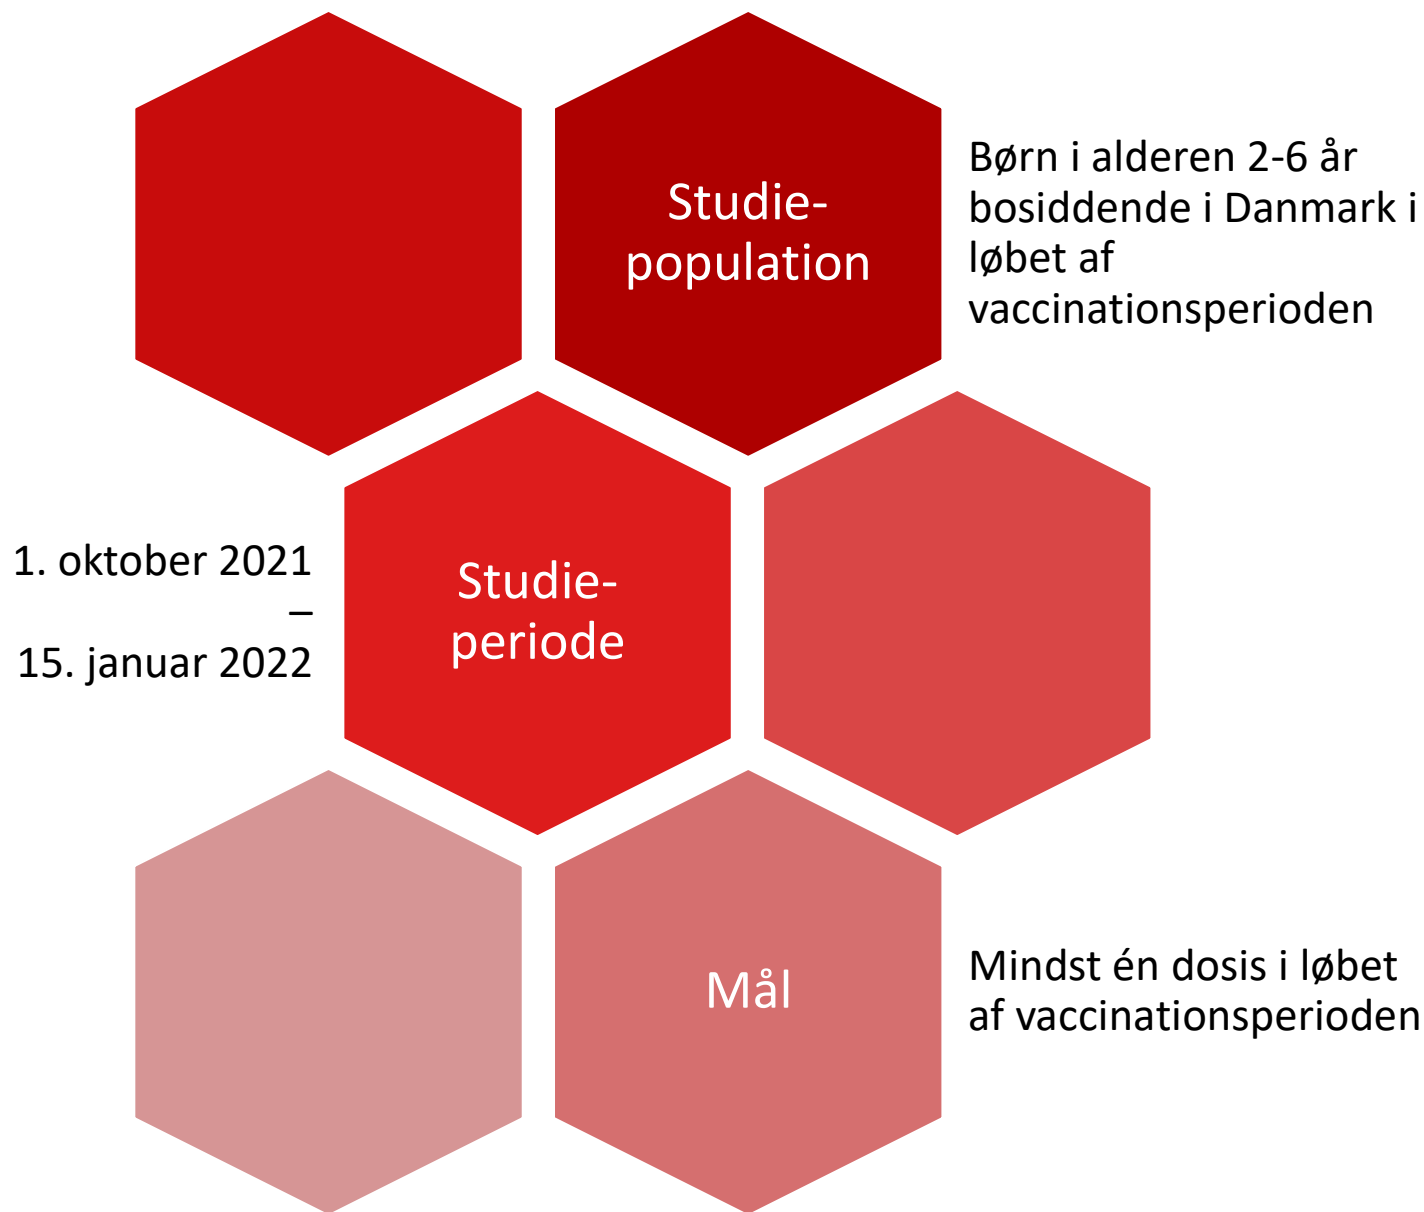 Studie-
population
Børn i alderen 2-6 år
bosiddende i Danmark i
løbet af
vaccinationsperioden
1. oktober 2021
–
15. januar 2022
Studie-
periode
Mål
Mindst én dosis i løbet
af vaccinationsperioden